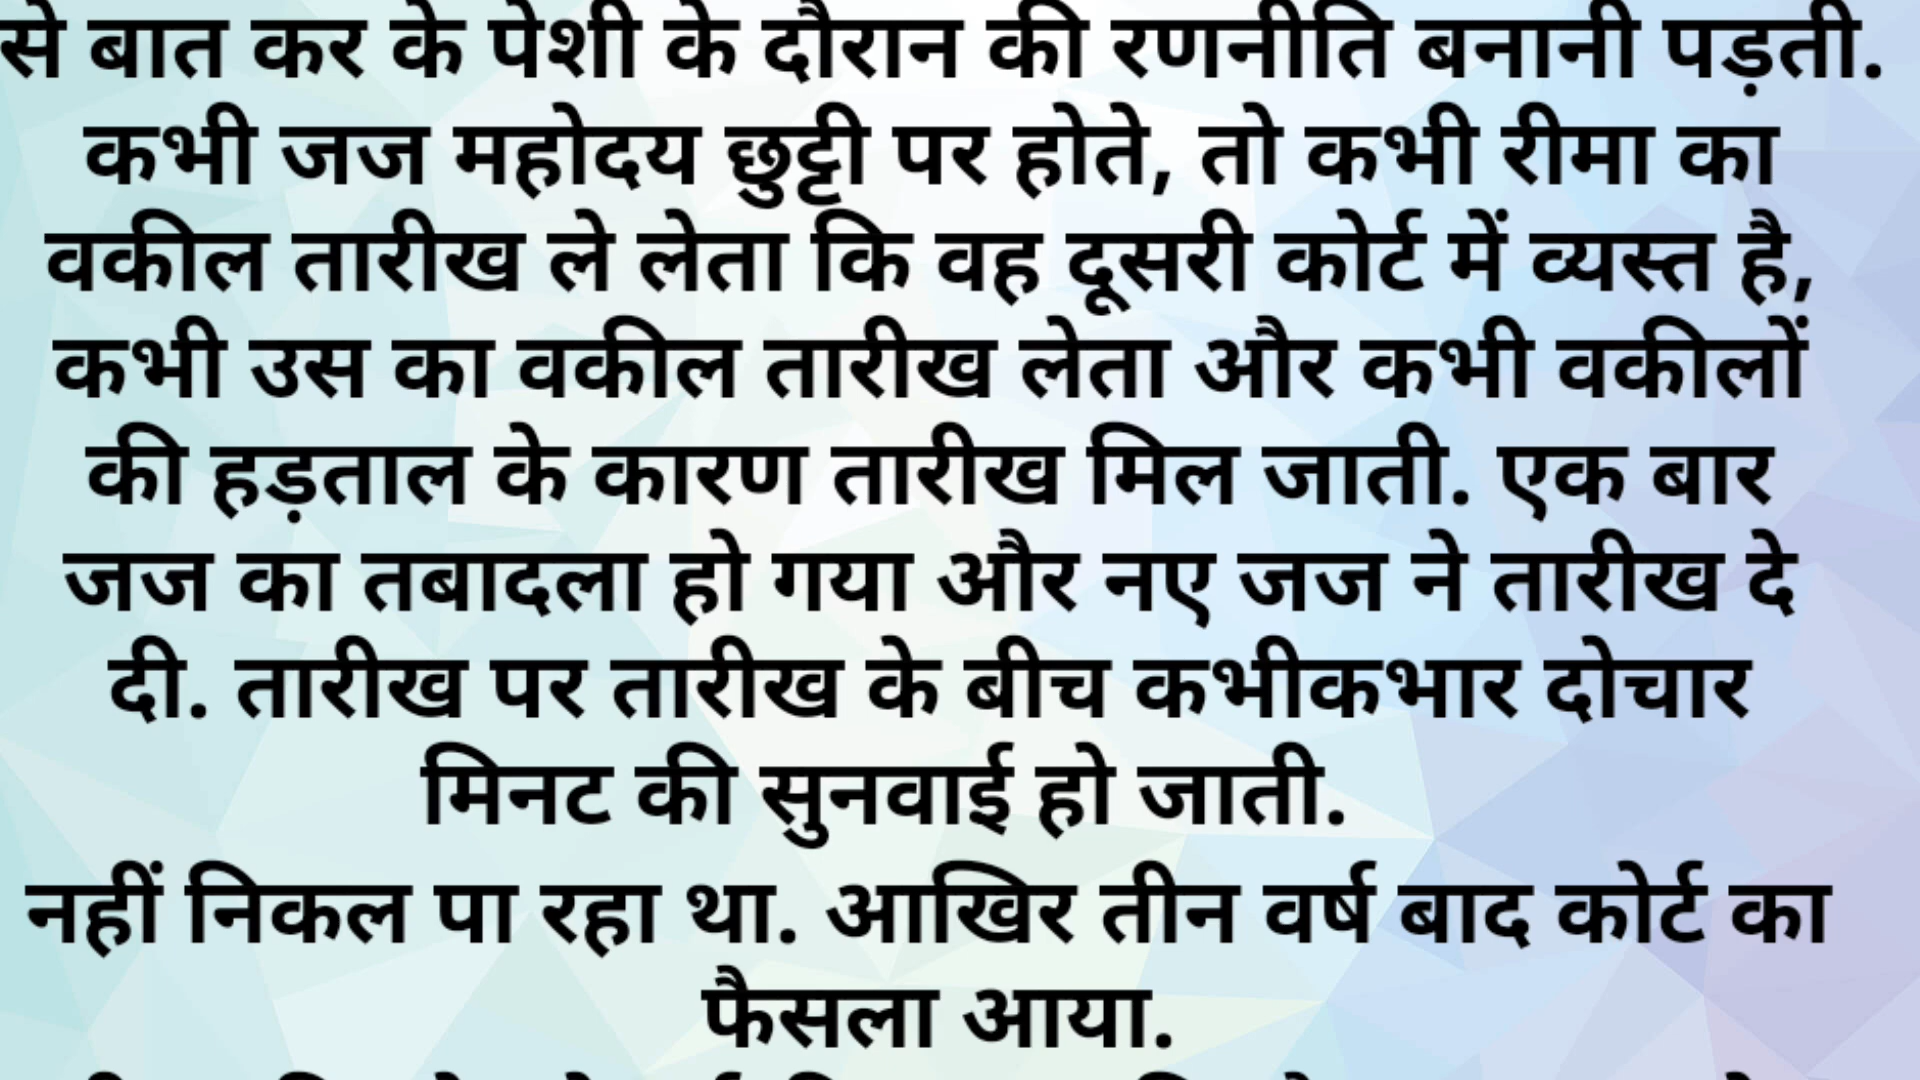 से बात कर के पेशी के दौरान की रणनीति बनानी पड़ती.
कभी जज महोदय छुट्टी पर होते, तो कभी रीमा का
वकील तारीख ले लेता कि वह दूसरी कोर्ट में व्यस्त है,
कभी उस का वकील तारीख लेता और कभी वकीलों
की हड़ताल के कारण तारीख मिल जाती. एक बार
जज का तबादला हो गया और नए जज ने तारीख दे
दी. तारीख पर तारीख के बीच कभीकभार दोचार
मिनट की सुनवाई हो जाती.
नहीं निकल पा रहा था. आखिर तीन वर्ष बाद कोर्ट का
फैसला आया.